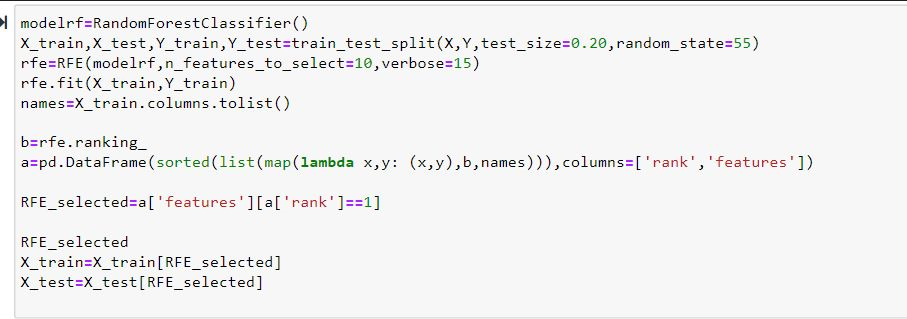 modelrf=RandomForestClassifier()
X_train,X_test,Y_train,Y_test=train_test_split(X,Y,test_size=0.20,random_state=55)
rfe=RFE(modelrf,n_features_to_select=10,verbose=15)
rfe.fit(X_train,Y_train)
names=X_train.columns.tolist()
b=rfe.ranking_
a=pd.DataFrame(sorted(list(map(lambda x,y: (x,y),b,names))),columns=['rank','features'])
RFE_selected=a['features'][a['rank']==1]
RFE_selected
X_train=X_train[RFE_selected]
X_test=X_test[RFE_selected]